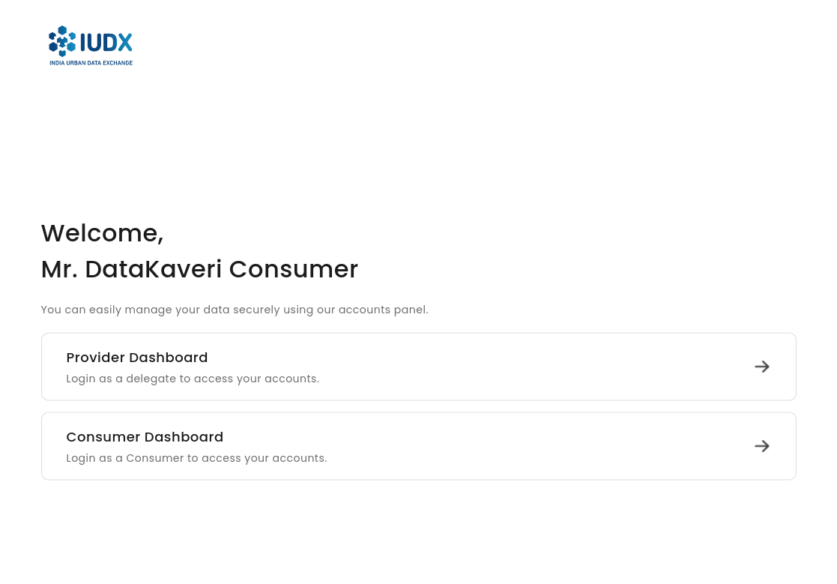 IUDX
INDIA URBAN DATA EXCHANGE
Welcome,
Mr. DataKaveri Consumer
You can easily manage your data securely using our accounts panel.
Provider Dashboard
Login as a delegate to access your accounts.
Consumer Dashboard
Login as a Consumer to access your accounts.